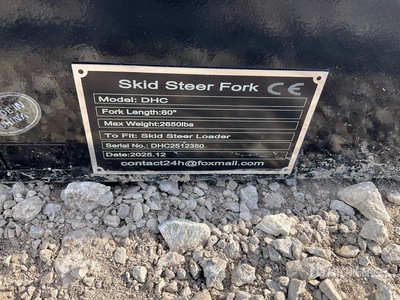 Skid Steer Fork CE
Model: DHC
Fork Length:60"
Max Weight:2650lbs
To Fit: Skid Steer Loader
Serial No.: DHC2512350
Date:2025.12
contact24h@foxmail.com